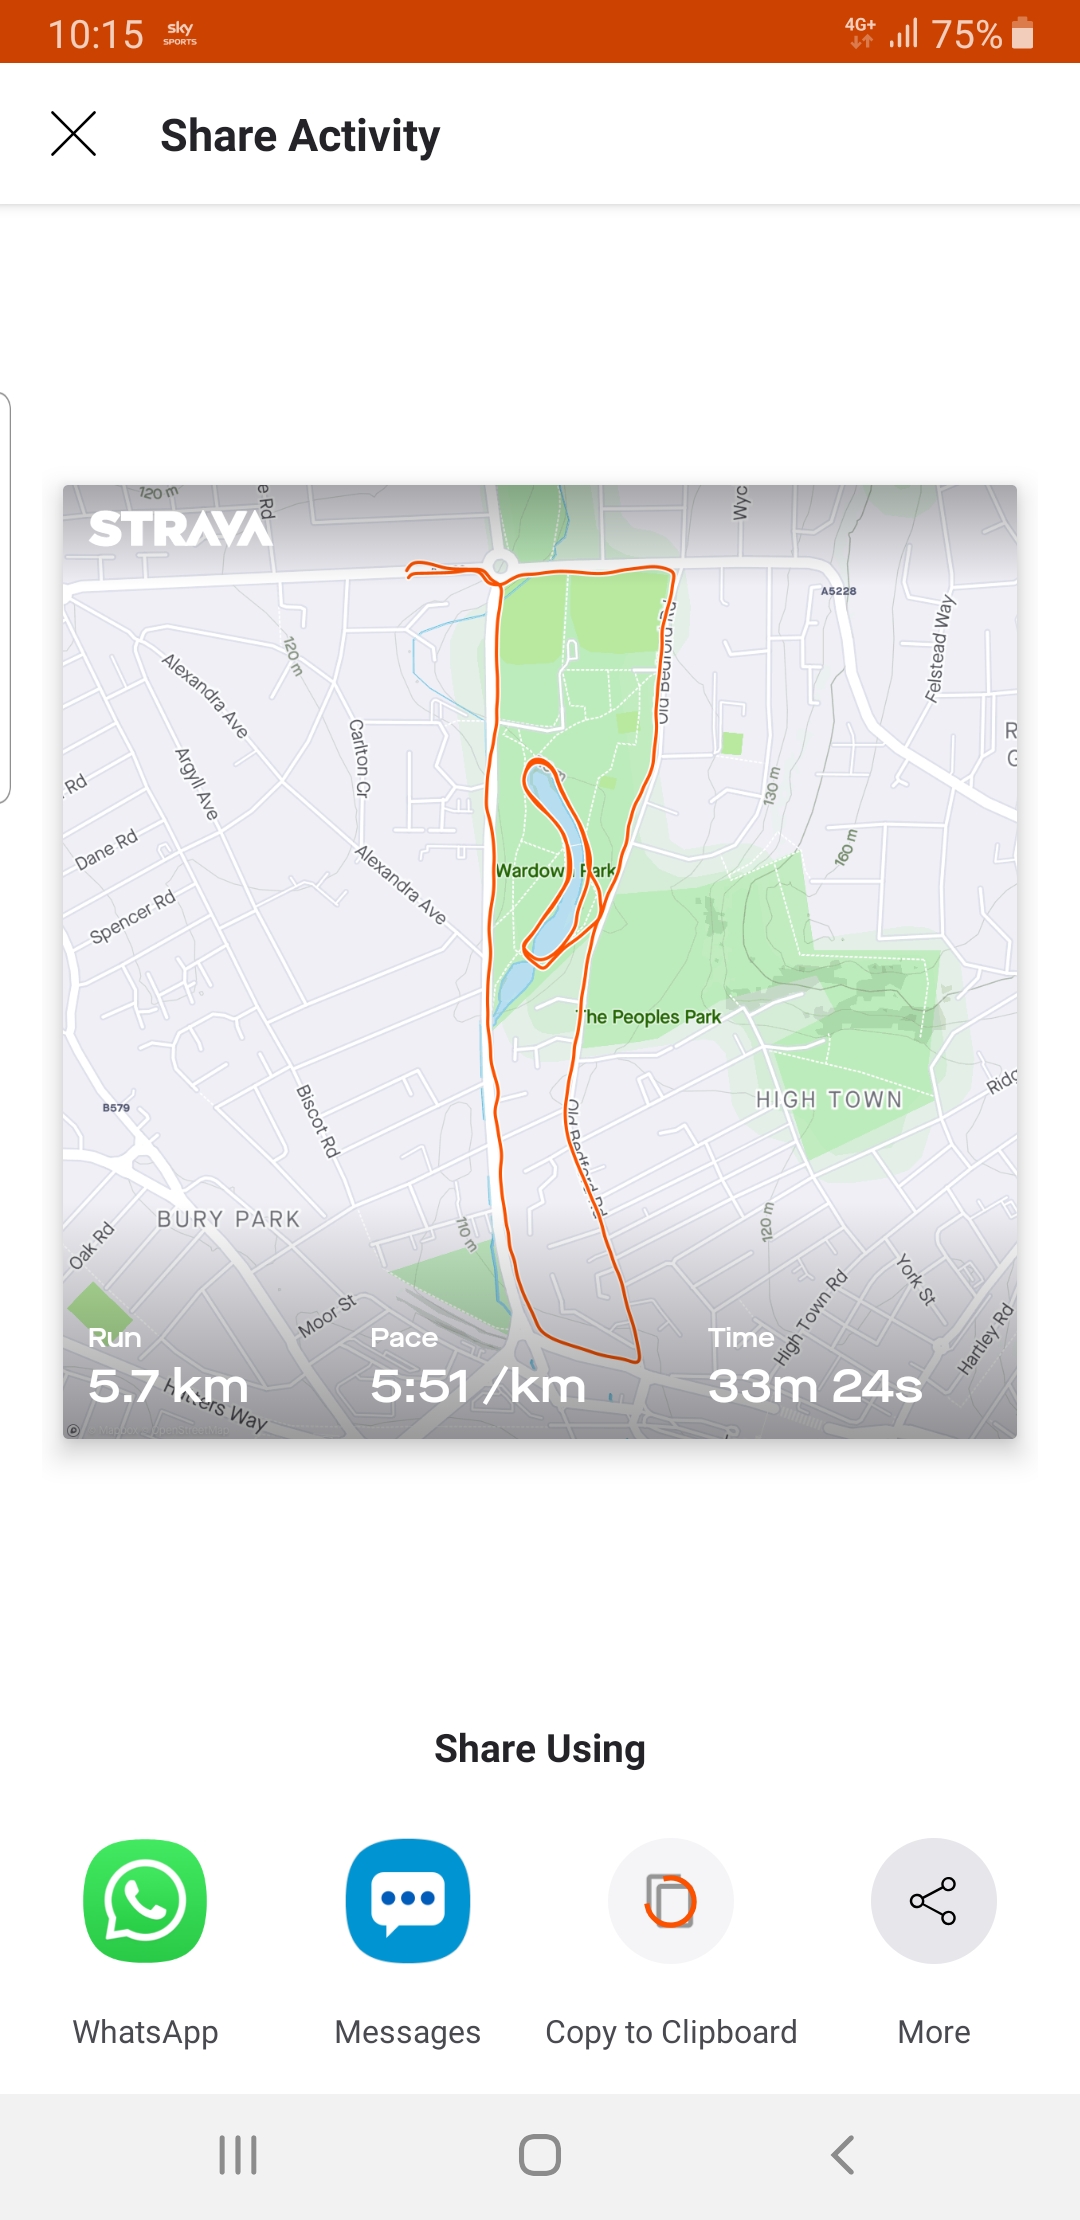 10:15 sky SPORTS 4G+ 75%
Share Activity
120 m
e Rd
Wyc
STRAVA
A5228
Alexandra Ave
120 m
Old Bedford Rd
Felstead Way
Carlton Cr
Argyll Ave
R
G
Rd
130 m
Dane Rd
Alexandra Ave
160 m
Wardown Park
Spencer Rd
The Peoples Park
HIGH TOWN
Ridg
B579
Biscot Rd
Old Bedford Rd
BURY PARK
110 m
120 m
Oak Rd
York St
Moor St
High Town Rd
Hartley Rd
Run Pace Time
5.7 km 5:51 /km 33m 24s
Hatters Way
Share Using
WhatsApp Messages Copy to Clipboard More